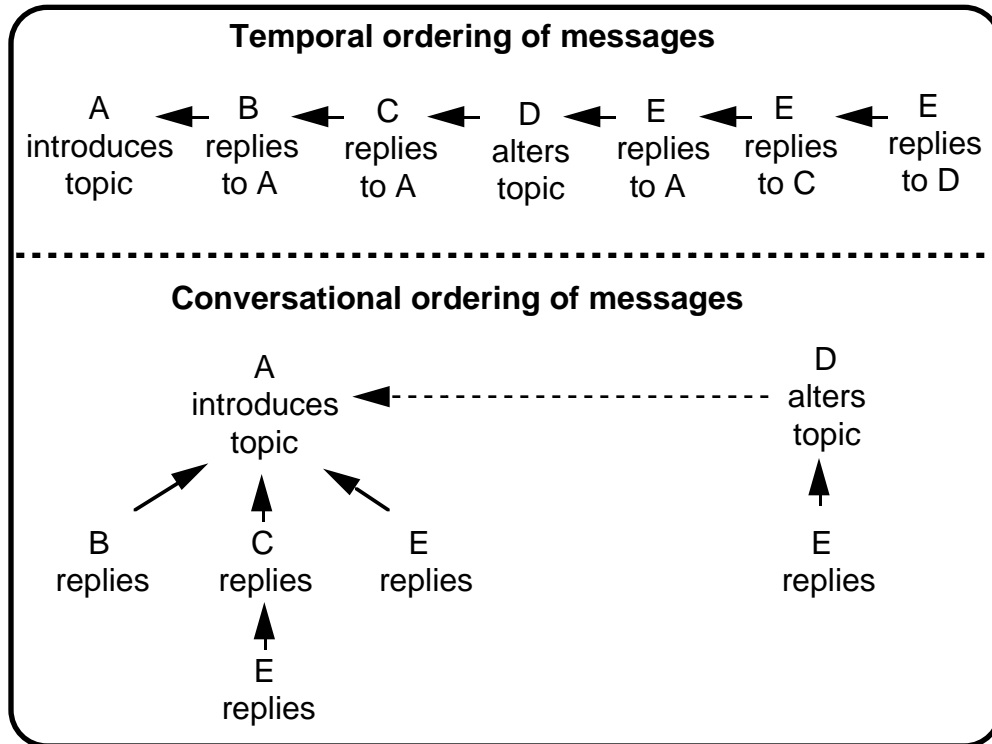 Temporal ordering of messages
A B C D E E E
introduces replies replies alters replies replies replies
topic to A to A topic to A to C to D
Conversational ordering of messages
A D
introduces alters
topic topic
B C E E
replies replies replies replies
E
replies